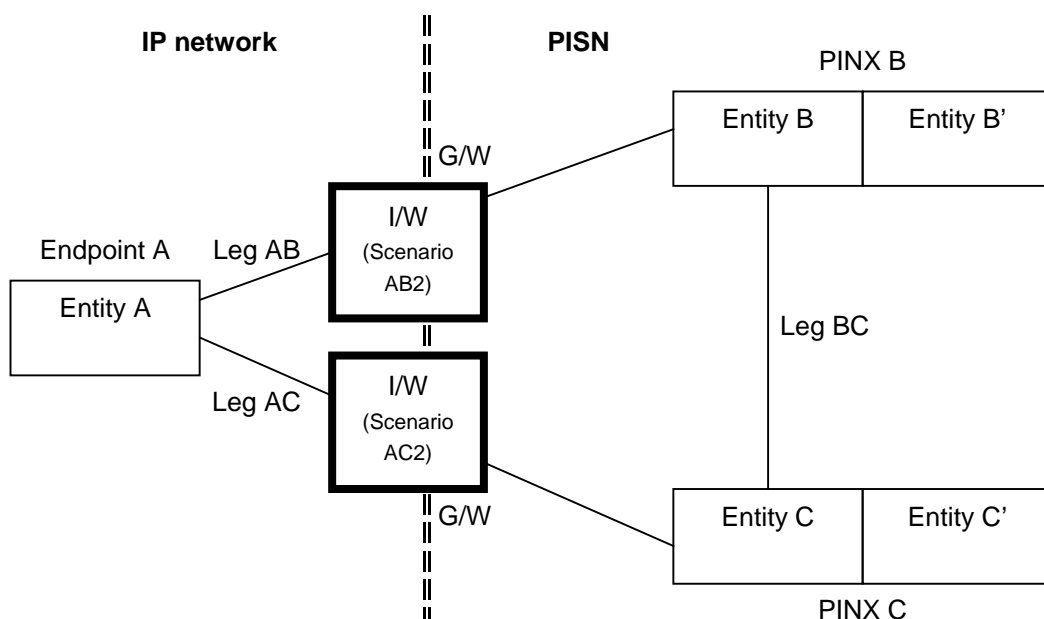 IP network
PISN
PINX B
Entity B
Entity B’
G/W
I/W
(Scenario
AB2)
Endpoint A
Leg AB
Entity A
Leg BC
Leg AC
I/W
(Scenario
AC2)
G/W
Entity C
Entity C’
PINX C